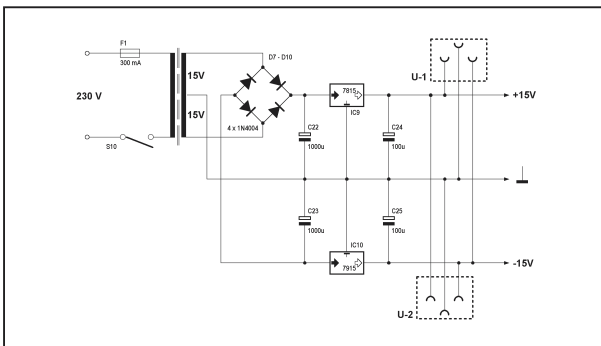 F1
300 mA
230 V
S10
15V
15V
D7 - D10
4 x 1N4004
C22
1000u
C23
1000u
7815
IC9
IC10
7915
C24
100u
C25
100u
U-1
+15V
-15V
U-2